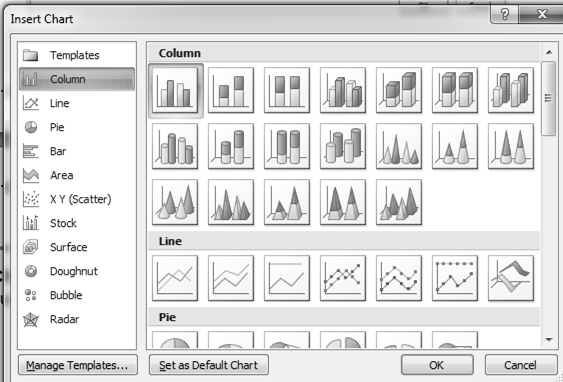 Insert Chart
Templates
Column
Line
Pie
Bar
Area
X Y (Scatter)
Stock
Surface
Doughnut
Bubble
Radar
Column
Line
Pie
Manage Templates...
Set as Default Chart
OK
Cancel